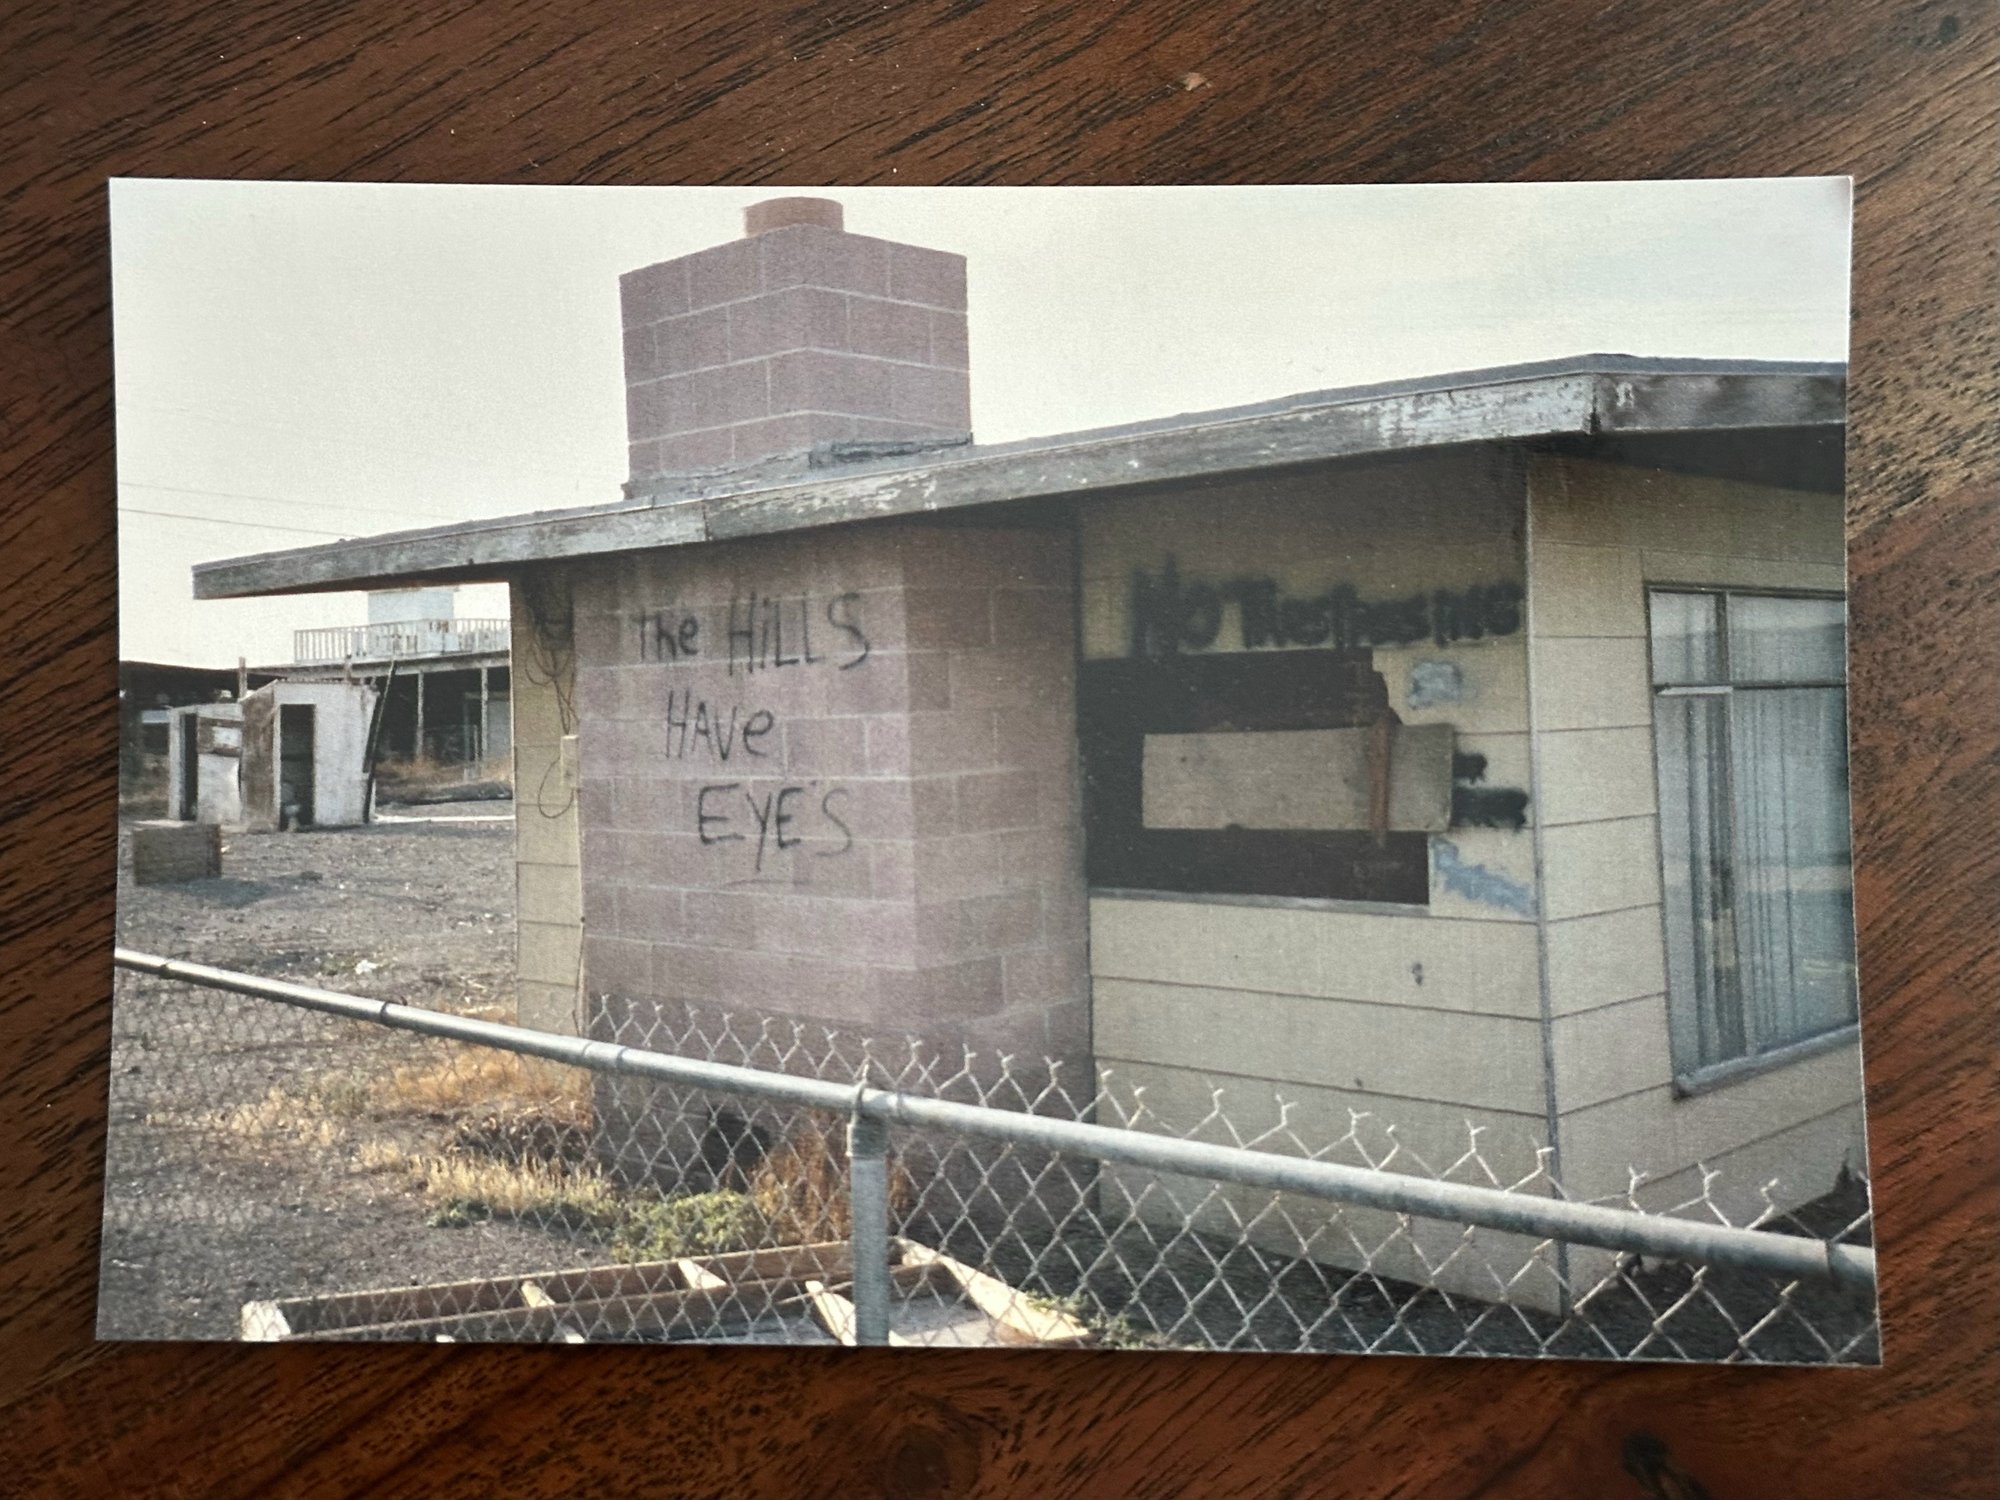 The HiLLS
HAVe
EYE'S
No Trespassing